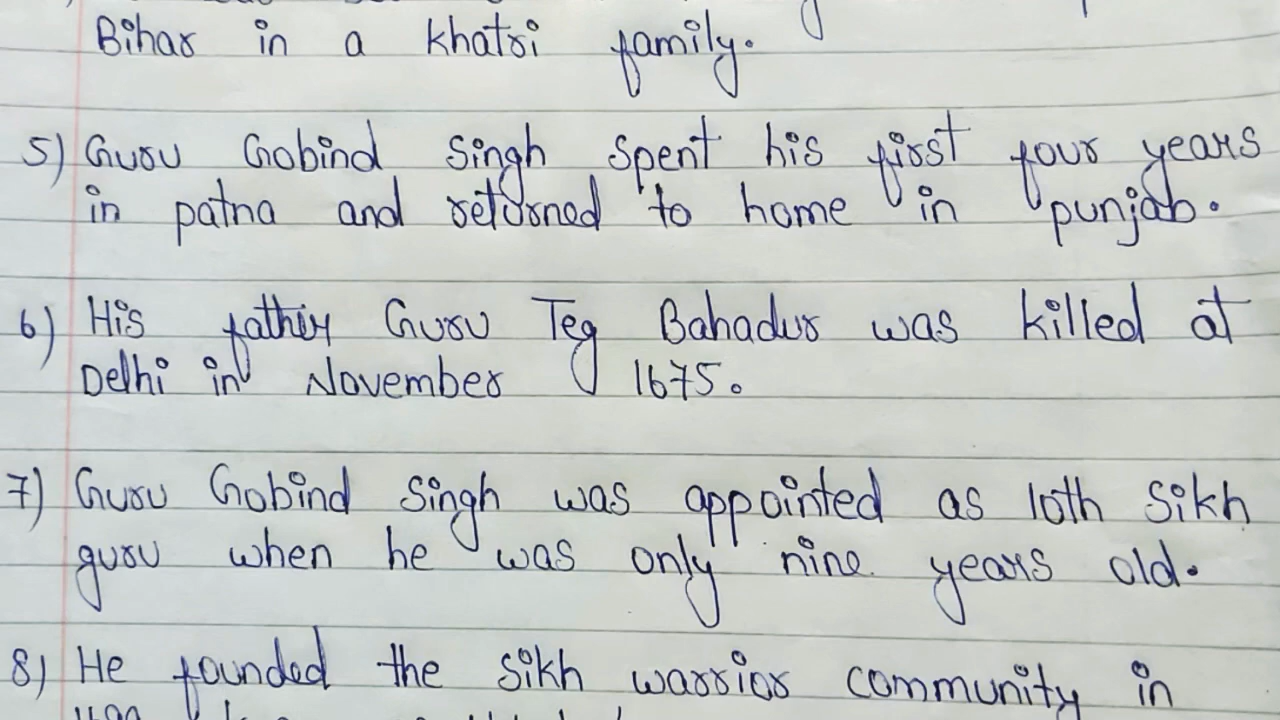 Bihar in a khatri family.
5) Guru Gobind Singh spent his first four years
in patna and returned to home in punjab.
6) His father Guru Teg Bahadur was killed at
Delhi in November 1675.
7) Guru Gobind Singh was appointed as 10th Sikh
guru when he was only nine years old.
8) He founded the Sikh warrior community in